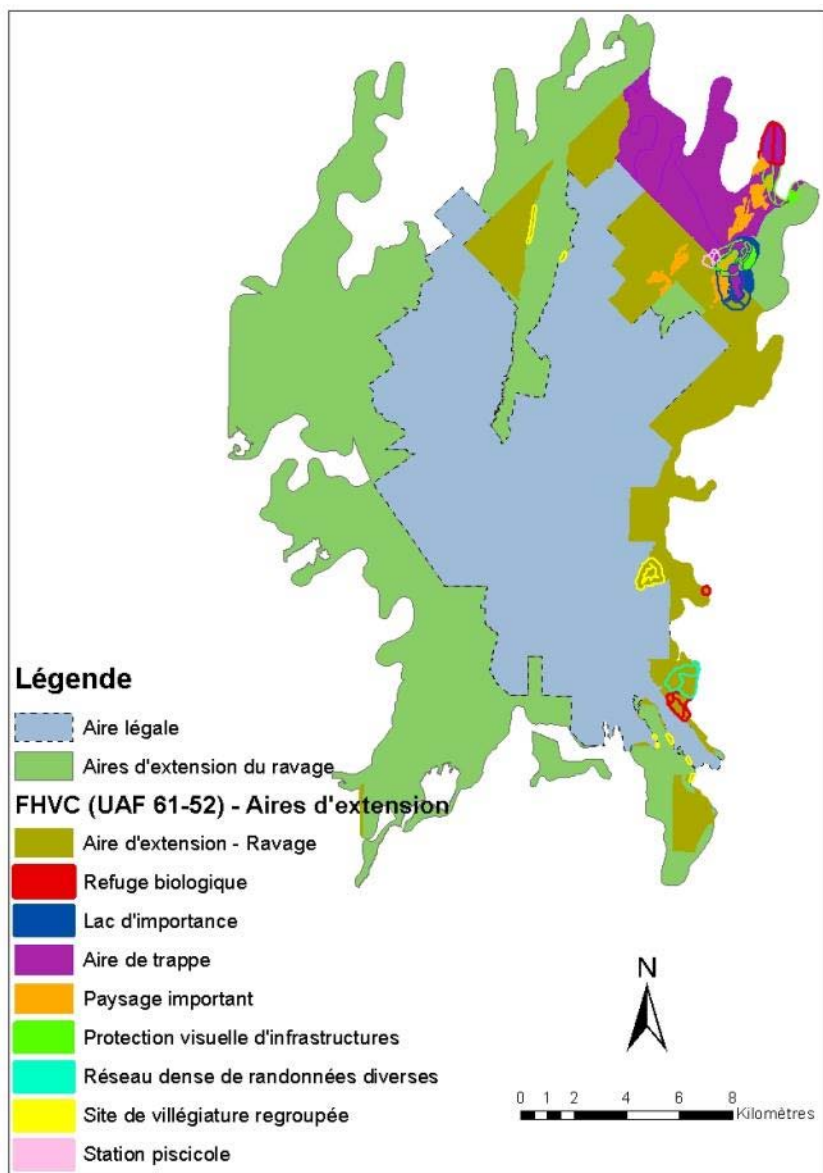 Légende
Aire légale
Aires d'extension du ravage
FHVC (UAF 61-52) - Aires d'extension
Aire d'extension - Ravage
Refuge biologique
Lac d'importance
Aire de trappe
Paysage important
Protection visuelle d'infrastructures
Réseau dense de randonnées diverses
Site de villégiature regroupée
Station piscicole
N
0 2 4 6 8
Kilomètres